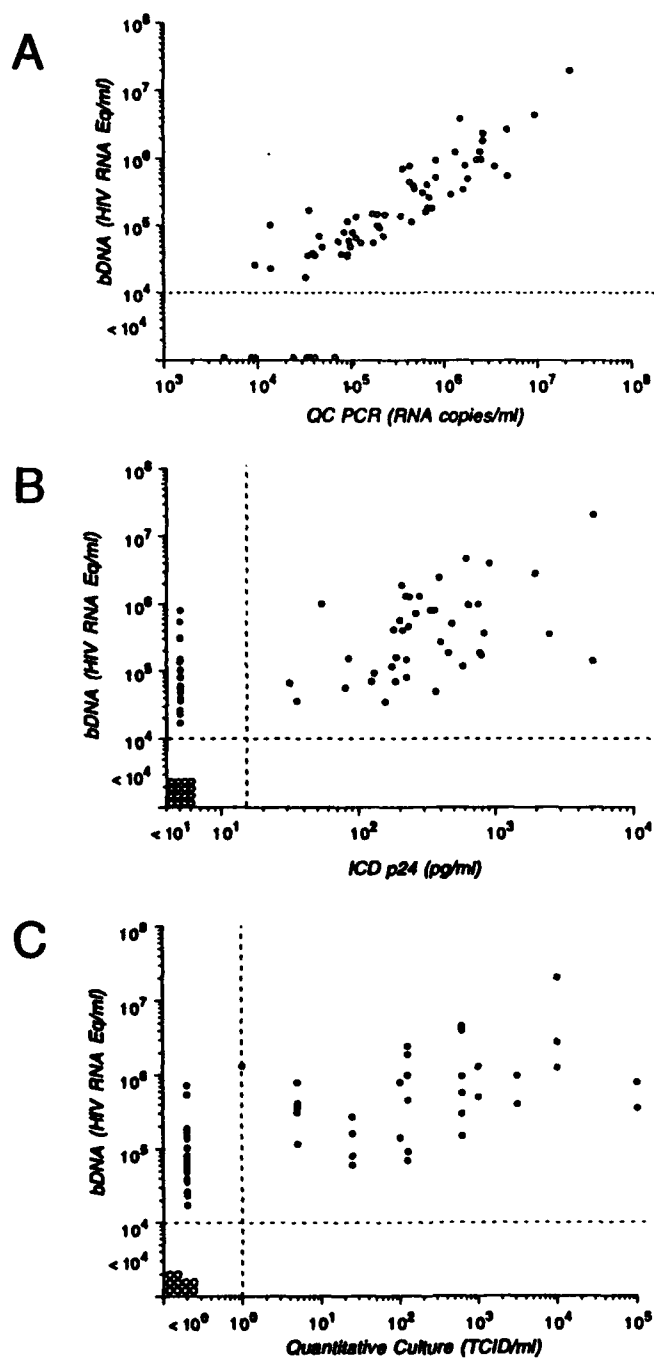 A
bDNA (HIV RNA Eq/ml)
10⁸
10⁷
10⁶
10⁵
10⁴
< 10⁴
10³ 10⁴ 10⁵ 10⁶ 10⁷ 10⁸
QC PCR (RNA copies/ml)
B
bDNA (HIV RNA Eq/ml)
10⁸
10⁷
10⁶
10⁵
10⁴
< 10⁴
< 10¹ 10¹ 10² 10³ 10⁴
ICD p24 (pg/ml)
C
bDNA (HIV RNA Eq/ml)
10⁸
10⁷
10⁶
10⁵
10⁴
< 10⁴
< 10⁰ 10⁰ 10¹ 10² 10³ 10⁴ 10⁵
Quantitative Culture (TCID/ml)